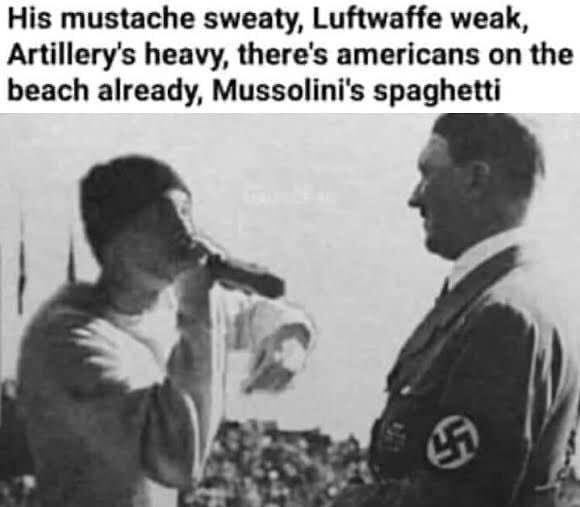 His mustache sweaty, Luftwaffe weak,
Artillery's heavy, there's americans on the
beach already, Mussolini's spaghetti